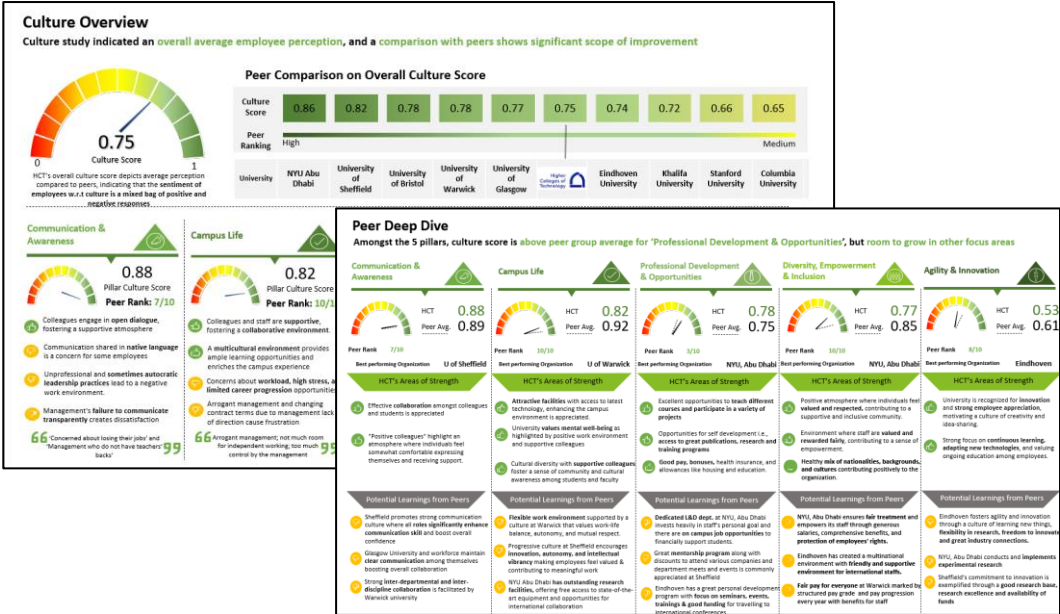 Culture Overview
Culture study indicated an overall average employee perception, and a comparison with peers shows significant scope of improvement
0.75
Culture Score
0
1
HCT's overall culture score depicts average perception
compared to peers, indicating that the sentiment of
employees w.r.t culture is a mixed bag of positive and
negative responses
Peer Comparison on Overall Culture Score
Culture Score 0.86 0.82 0.78 0.78 0.77 0.75 0.74 0.72 0.66 0.65
Peer Ranking High Medium
University NYU Abu Dhabi University of Sheffield University of Bristol University of Warwick University of Glasgow Higher Colleges of Technology Eindhoven University Khalifa University Stanford University Columbia University
Communication &
Awareness
0.88
Pillar Culture Score
Peer Rank: 7/10
Colleagues engage in open dialogue,
fostering a supportive atmosphere
Communication shared in native language
is a concern for some employees
Unprofessional and sometimes autocratic
leadership practices lead to a negative
work environment.
Management's failure to communicate
transparently creates dissatisfaction
'Concerned about losing their jobs' and
'Management who do not have teachers'
backs'
Campus Life
0.82
Pillar Culture Score
Peer Rank: 10/1
Colleagues and staff are supportive,
fostering a collaborative environment
A multicultural environment provides
ample learning opportunities and
enriches the campus experience
Concerns about workload, high stress, a
limited career progression opportunities
Arrogant management and changing
contract terms due to management lack
of direction cause frustration
Arrogant management; not much room
for independent working; too much
control by the management
Peer Deep Dive
Amongst the 5 pillars, culture score is above peer group average for 'Professional Development & Opportunities', but room to grow in other focus areas
Communication &
Awareness
HCT 0.88
Peer Avg. 0.89
Peer Rank 7/10
Best performing Organization U of Sheffield
HCT's Areas of Strength
Effective collaboration amongst colleagues
and students is appreciated
"Positive colleagues" highlight an
atmosphere where individuals feel
somewhat comfortable expressing
themselves and receiving support.
Potential Learnings from Peers
Sheffield promotes strong communication
culture where all roles significantly enhance
communication skill and boost overall
confidence
Glasgow University and workforce maintain
clear communication among themselves
boosting overall collaboration
Strong inter-departmental and inter-
discipline collaboration is facilitated by
Warwick university
Campus Life
HCT 0.82
Peer Avg. 0.92
Peer Rank 10/10
Best performing Organization U of Warwick
HCT's Areas of Strength
Attractive facilities with access to latest
technology, enhancing the campus
environment is appreciated.
University values mental well-being as
highlighted by positive work environment
and supportive colleagues
Cultural diversity with supportive colleagues
foster a sense of community and cultural
awareness among students and faculty
Potential Learnings from Peers
Flexible work environment supported by a
culture at Warwick that values work-life
balance, autonomy, and mutual respect.
Progressive culture at Sheffield encourages
innovation, autonomy, and intellectual
vibrancy making employees feel valued &
contributing to meaningful work
NYU Abu Dhabi has outstanding research
facilities, offering free access to state-of-the-
art equipment and opportunities for
international collaboration
Professional Development
& Opportunities
HCT 0.78
Peer Avg. 0.75
Peer Rank 3/10
Best performing Organization NYU, Abu Dhabi
HCT's Areas of Strength
Excellent opportunities to teach different
courses and participate in a variety of
projects
Opportunities for self development i.e.,
access to great publications, research and
training programs
Good pay, bonuses, health insurance, and
allowances like housing and education.
Potential Learnings from Peers
Dedicated L&D dept. at NYU, Abu Dhabi
invests heavily in staff's personal goal and
there are on campus job opportunities to
financially support students.
Great mentorship program along with
discounts to attend various companies and
department meets and events is commonly
appreciated at Sheffield
Eindhoven has a great personal development
program with focus on seminars, events,
trainings & good funding for travelling to
international conferences
Diversity, Empowerment
& Inclusion
HCT 0.77
Peer Avg. 0.85
Peer Rank 10/10
Best performing Organization NYU, Abu Dhabi
HCT's Areas of Strength
Positive atmosphere where individuals feel
valued and respected, contributing to a
supportive and inclusive community.
Environment where staff are valued and
rewarded fairly, contributing to a sense of
empowerment.
Healthy mix of nationalities, backgrounds,
and cultures contributing positively to the
organization.
Potential Learnings from Peers
NYU, Abu Dhabi ensures fair treatment and
empowers its staff through generous
salaries, comprehensive benefits, and
protection of employees' rights.
Eindhoven has created a multinational
environment with friendly and supportive
environment for international staffs.
Fair pay for everyone at Warwick marked by
structured pay grade and pay progression
every year with benefits for staff
Agility & Innovation
HCT 0.53
Peer Avg. 0.61
Peer Rank 8/10
Best performing Organization Eindhoven
HCT's Areas of Strength
University is recognized for innovation
and strong employee appreciation,
motivating a culture of creativity and
idea-sharing.
Strong focus on continuous learning,
adapting new technologies, and valuing
ongoing education among employees.
Potential Learnings from Peers
Eindhoven fosters agility and innovation
through a culture of learning new things,
flexibility in research, freedom to innovate
and great industry connections.
NYU, Abu Dhabi conducts and implements
experimental research
Sheffield's commitment to innovation is
exemplified through a good research base,
research excellence and availability of
funds